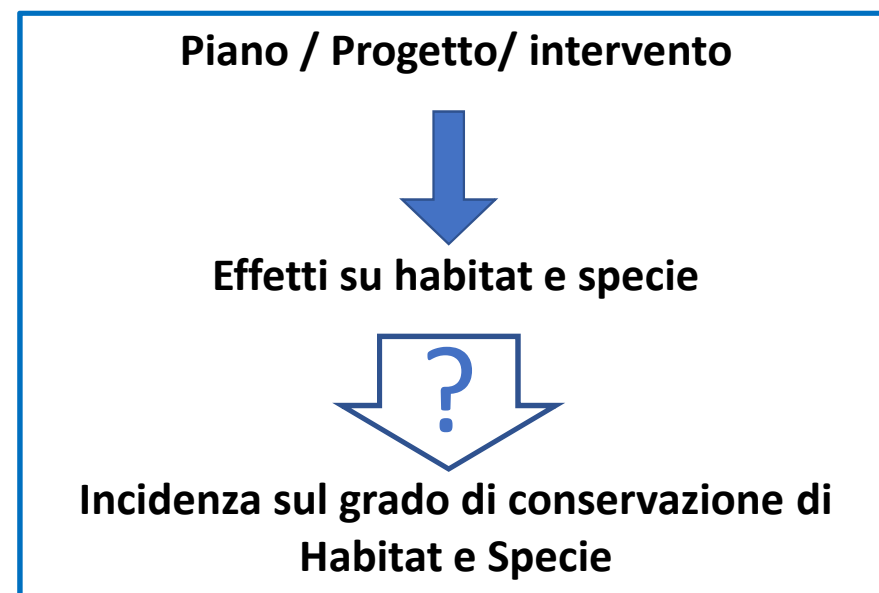 Piano / Progetto/ intervento
Effetti su habitat e specie
?
Incidenza sul grado di conservazione di
Habitat e Specie